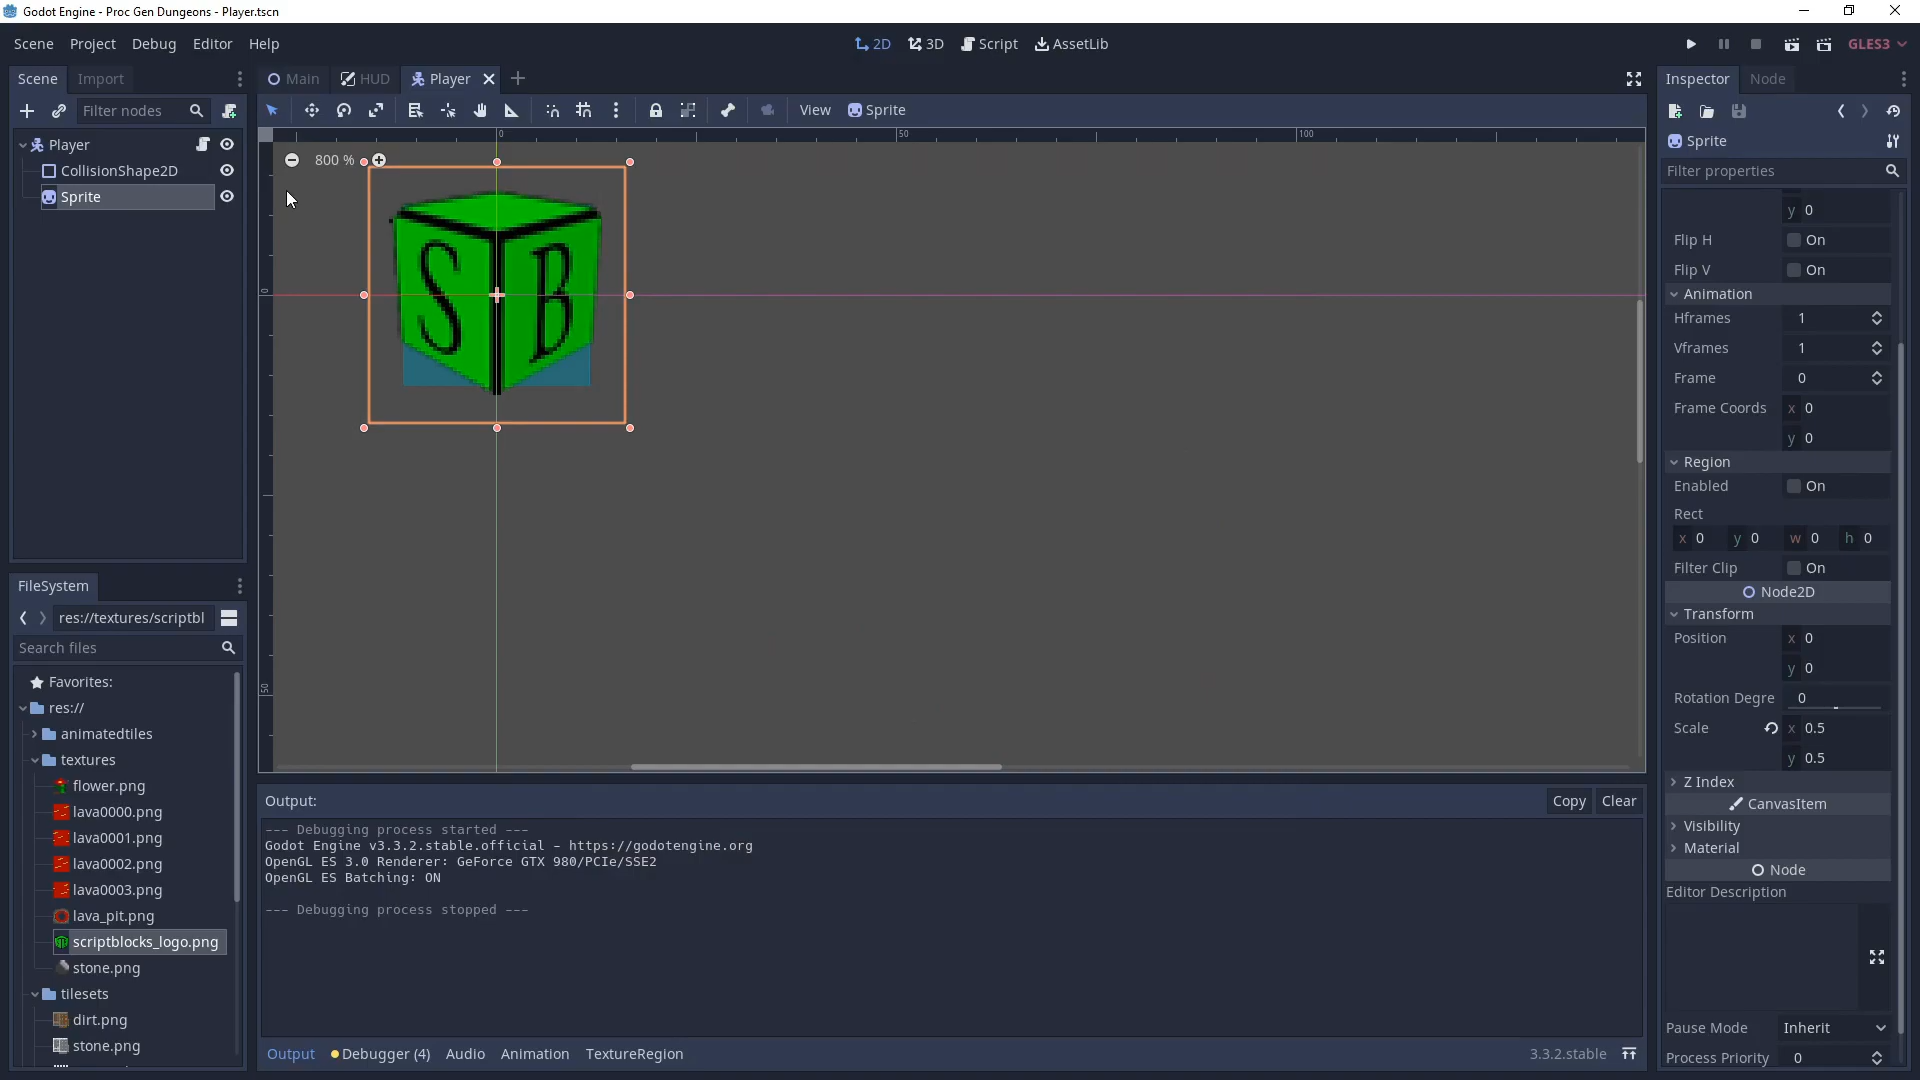 Godot Engine - Proc Gen Dungeons - Player.tscn
Scene Project Debug Editor Help
2D 3D Script AssetLib
GLES3
Scene Import
Main HUD Player
Inspector Node
Filter nodes
View Sprite
Player
CollisionShape2D
Sprite
0 50 100
800 %
0
50
S B
Sprite
Filter properties
y 0
Flip H On
Flip V On
Animation
Hframes 1
Vframes 1
Frame 0
Frame Coords x 0
y 0
Region
Enabled On
Rect
x 0 y 0 w 0 h 0
Filter Clip On
Node2D
Transform
Position x 0
y 0
Rotation Degre 0
Scale x 0.5
y 0.5
Z Index
CanvasItem
Visibility
Material
Node
Editor Description
Pause Mode Inherit
Process Priority 0
FileSystem
res://textures/scriptbl
Search files
Favorites:
res://
animatedtiles
textures
flower.png
lava0000.png
lava0001.png
lava0002.png
lava0003.png
lava_pit.png
scriptblocks_logo.png
stone.png
tilesets
dirt.png
stone.png
Output:
Copy Clear
--- Debugging process started ---
Godot Engine v3.3.2.stable.official - https://godotengine.org
OpenGL ES 3.0 Renderer: GeForce GTX 980/PCIe/SSE2
OpenGL ES Batching: ON
--- Debugging process stopped ---
Output Debugger (4) Audio Animation TextureRegion
3.3.2.stable